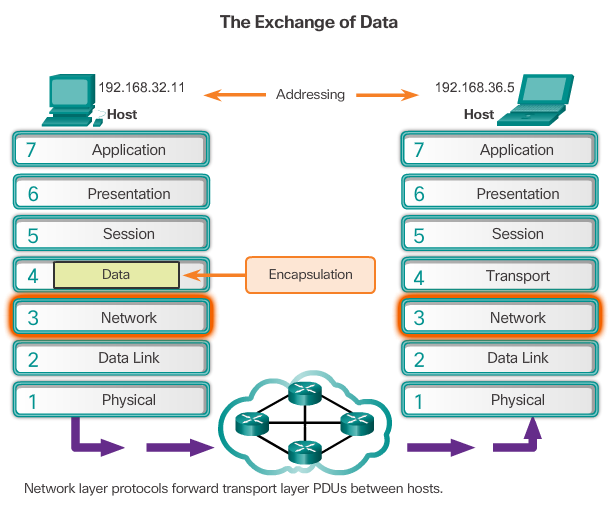 The Exchange of Data
192.168.32.11
Addressing
192.168.36.5
Host
Host
7 Application
6 Presentation
5 Session
4 Data
3 Network
2 Data Link
1 Physical
Encapsulation
7 Application
6 Presentation
5 Session
4 Transport
3 Network
2 Data Link
1 Physical
Network layer protocols forward transport layer PDUs between hosts.